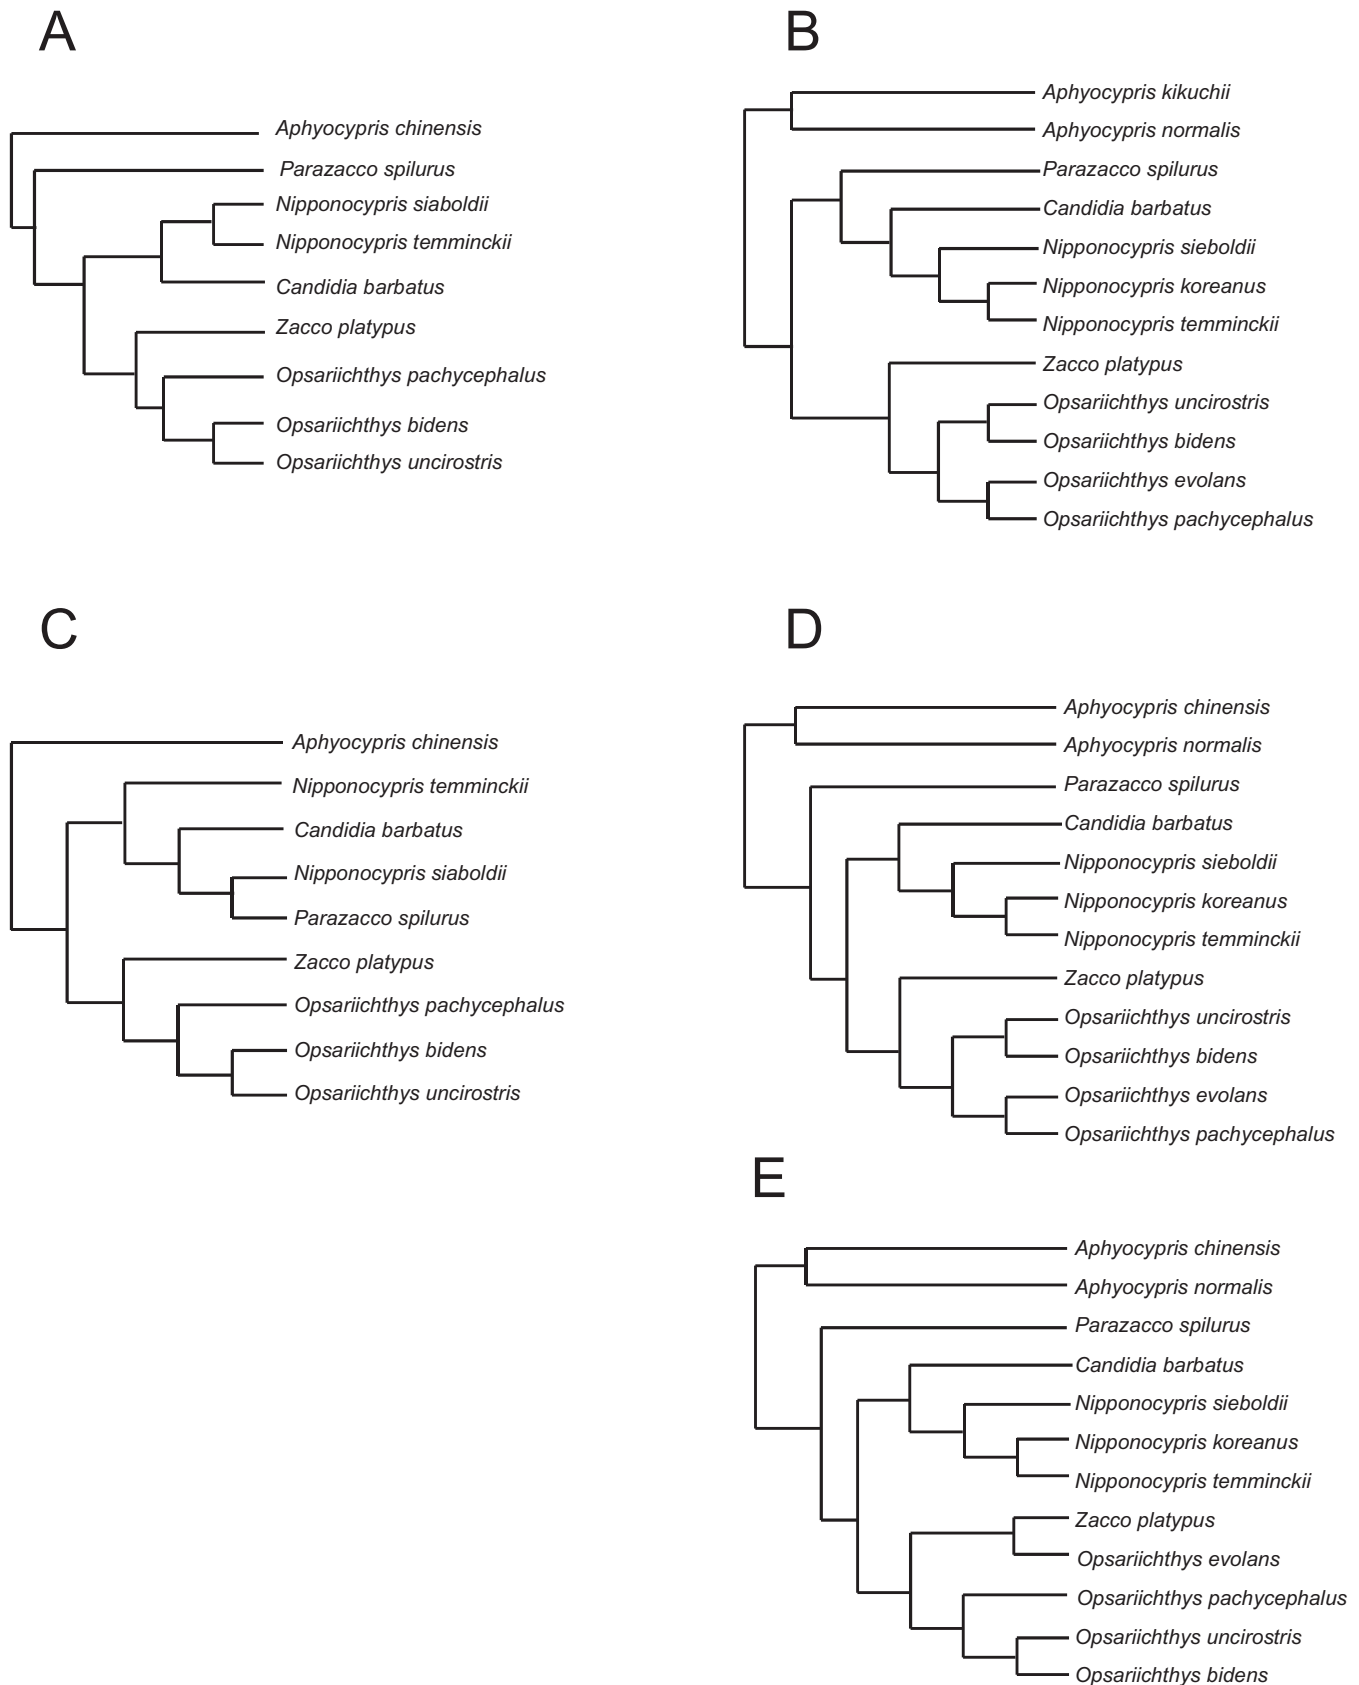 A
Aphyocypris chinensis
Parazacco spilurus
Nipponocypris siaboldii
Nipponocypris temminckii
Candidia barbatus
Zacco platypus
Opsariichthys pachycephalus
Opsariichthys bidens
Opsariichthys uncirostris
B
Aphyocypris kikuchii
Aphyocypris normalis
Parazacco spilurus
Candidia barbatus
Nipponocypris sieboldii
Nipponocypris koreanus
Nipponocypris temminckii
Zacco platypus
Opsariichthys uncirostris
Opsariichthys bidens
Opsariichthys evolans
Opsariichthys pachycephalus
C
Aphyocypris chinensis
Nipponocypris temminckii
Candidia barbatus
Nipponocypris siaboldii
Parazacco spilurus
Zacco platypus
Opsariichthys pachycephalus
Opsariichthys bidens
Opsariichthys uncirostris
D
Aphyocypris chinensis
Aphyocypris normalis
Parazacco spilurus
Candidia barbatus
Nipponocypris sieboldii
Nipponocypris koreanus
Nipponocypris temminckii
Zacco platypus
Opsariichthys uncirostris
Opsariichthys bidens
Opsariichthys evolans
Opsariichthys pachycephalus
E
Aphyocypris chinensis
Aphyocypris normalis
Parazacco spilurus
Candidia barbatus
Nipponocypris sieboldii
Nipponocypris koreanus
Nipponocypris temminckii
Zacco platypus
Opsariichthys evolans
Opsariichthys pachycephalus
Opsariichthys uncirostris
Opsariichthys bidens